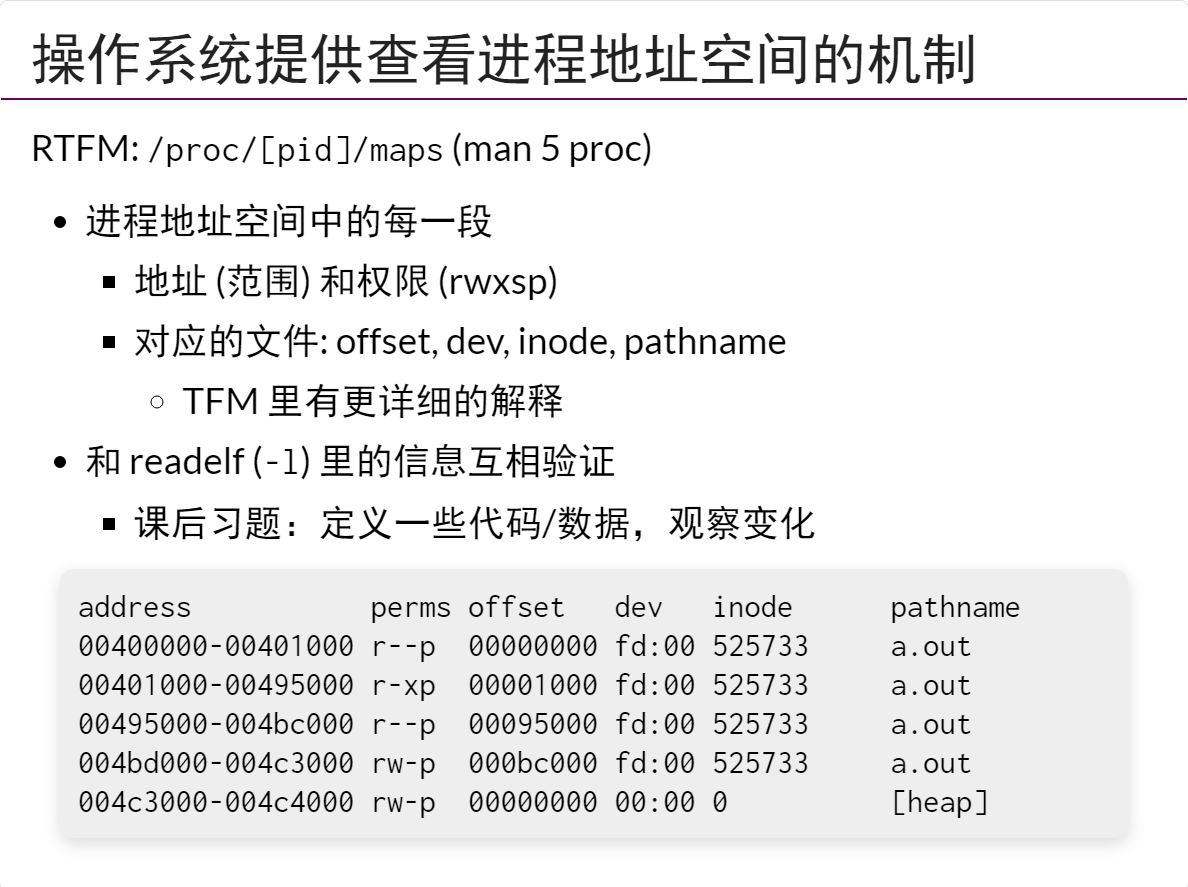 操作系统提供查看进程地址空间的机制
RTFM: /proc/[pid]/maps (man 5 proc)
进程地址空间中的每一段
地址 (范围) 和权限 (rwxsp)
对应的文件: offset, dev, inode, pathname
TFM 里有更详细的解释
和 readelf (-l) 里的信息互相验证
课后习题：定义一些代码/数据，观察变化
address perms offset dev inode pathname
00400000-00401000 r--p 00000000 fd:00 525733 a.out
00401000-00495000 r-xp 00001000 fd:00 525733 a.out
00495000-004bc000 r--p 00095000 fd:00 525733 a.out
004bd000-004c3000 rw-p 000bc000 fd:00 525733 a.out
004c3000-004c4000 rw-p 00000000 00:00 0 [heap]